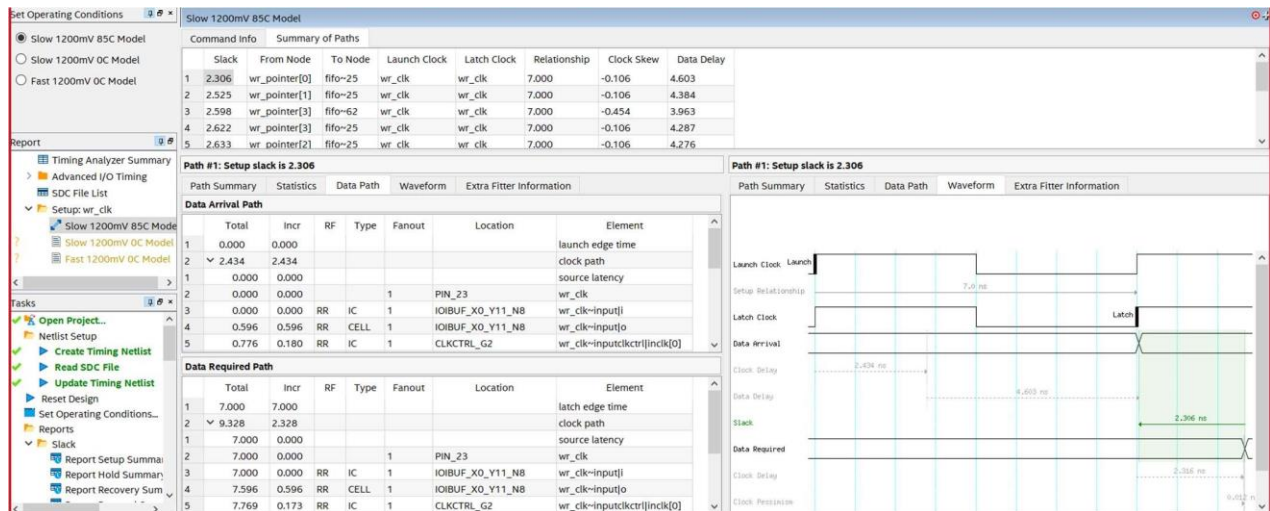 Set Operating Conditions
Slow 1200mV 85C Model
Slow 1200mV 0C Model
Fast 1200mV 0C Model
Report
Timing Analyzer Summary
Advanced I/O Timing
SDC File List
Setup: wr_clk
Slow 1200mV 85C Mode
Slow 1200mV 0C Model
Fast 1200mV 0C Model
Tasks
Open Project...
Netlist Setup
Create Timing Netlist
Read SDC File
Update Timing Netlist
Reset Design
Set Operating Conditions...
Reports
Slack
Report Setup Summa
Report Hold Summary
Report Recovery Sum
Slow 1200mV 85C Model
Command Info Summary of Paths
Slack From Node To Node Launch Clock Latch Clock Relationship Clock Skew Data Delay
1 2.306 wr_pointer[0] fifo~25 wr_clk wr_clk 7.000 -0.106 4.603
2 2.525 wr_pointer[1] fifo~25 wr_clk wr_clk 7.000 -0.106 4.384
3 2.598 wr_pointer[3] fifo~62 wr_clk wr_clk 7.000 -0.454 3.963
4 2.622 wr_pointer[3] fifo~25 wr_clk wr_clk 7.000 -0.106 4.287
5 2.633 wr_pointer[2] fifo~25 wr_clk wr_clk 7.000 -0.106 4.276
Path #1: Setup slack is 2.306
Path Summary Statistics Data Path Waveform Extra Fitter Information
Data Arrival Path
Total Incr RF Type Fanout Location Element
1 0.000 0.000 launch edge time
2 2.434 2.434 clock path
1 0.000 0.000 source latency
2 0.000 0.000 1 PIN_23 wr_clk
3 0.000 0.000 RR IC 1 IOIBUF_X0_Y11_N8 wr_clk~input|i
4 0.596 0.596 RR CELL 1 IOIBUF_X0_Y11_N8 wr_clk~input|o
5 0.776 0.180 RR IC 1 CLKCTRL_G2 wr_clk~inputclkctrl|inclk[0]
Data Required Path
Total Incr RF Type Fanout Location Element
1 7.000 7.000 latch edge time
2 9.328 2.328 clock path
1 7.000 0.000 source latency
2 7.000 0.000 1 PIN_23 wr_clk
3 7.000 0.000 RR IC 1 IOIBUF_X0_Y11_N8 wr_clk~input|i
4 7.596 0.596 RR CELL 1 IOIBUF_X0_Y11_N8 wr_clk~input|o
5 7.769 0.173 RR IC 1 CLKCTRL_G2 wr_clk~inputclkctrl|inclk[0]
Path #1: Setup slack is 2.306
Path Summary Statistics Data Path Waveform Extra Fitter Information
Launch Clock Launch
Setup Relationship 7.0 ns
Latch Clock Latch
Data Arrival
Clock Delay 2.434 ns
Data Delay 4.603 ns
Slack 2.306 ns
Data Required
Clock Delay 2.316 ns
Clock Pessimism 0.012 n